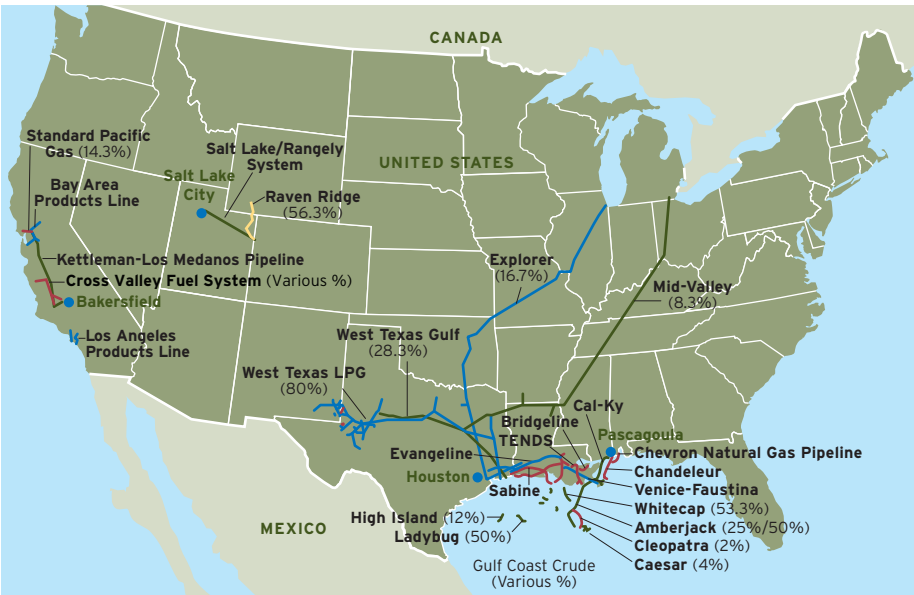 CANADA
Standard Pacific
Gas (14.3%)
Salt Lake/Rangely
System
UNITED STATES
Salt Lake
City
Bay Area
Products Line
Raven Ridge
(56.3%)
Kettleman-Los Medanos Pipeline
Explorer
(16.7%)
Cross Valley Fuel System (Various %)
Mid-Valley
(8.3%)
Bakersfield
Los Angeles
Products Line
West Texas Gulf
(28.3%)
West Texas LPG
(80%)
Cal-Ky
Bridgeline
TENDS
Pascagoula
Evangeline
Chevron Natural Gas Pipeline
Houston
Chandeleur
Sabine
Venice-Faustina
Whitecap (53.3%)
High Island (12%)
Amberjack (25%/50%)
MEXICO
Ladybug (50%)
Cleopatra (2%)
Caesar (4%)
Gulf Coast Crude
(Various %)